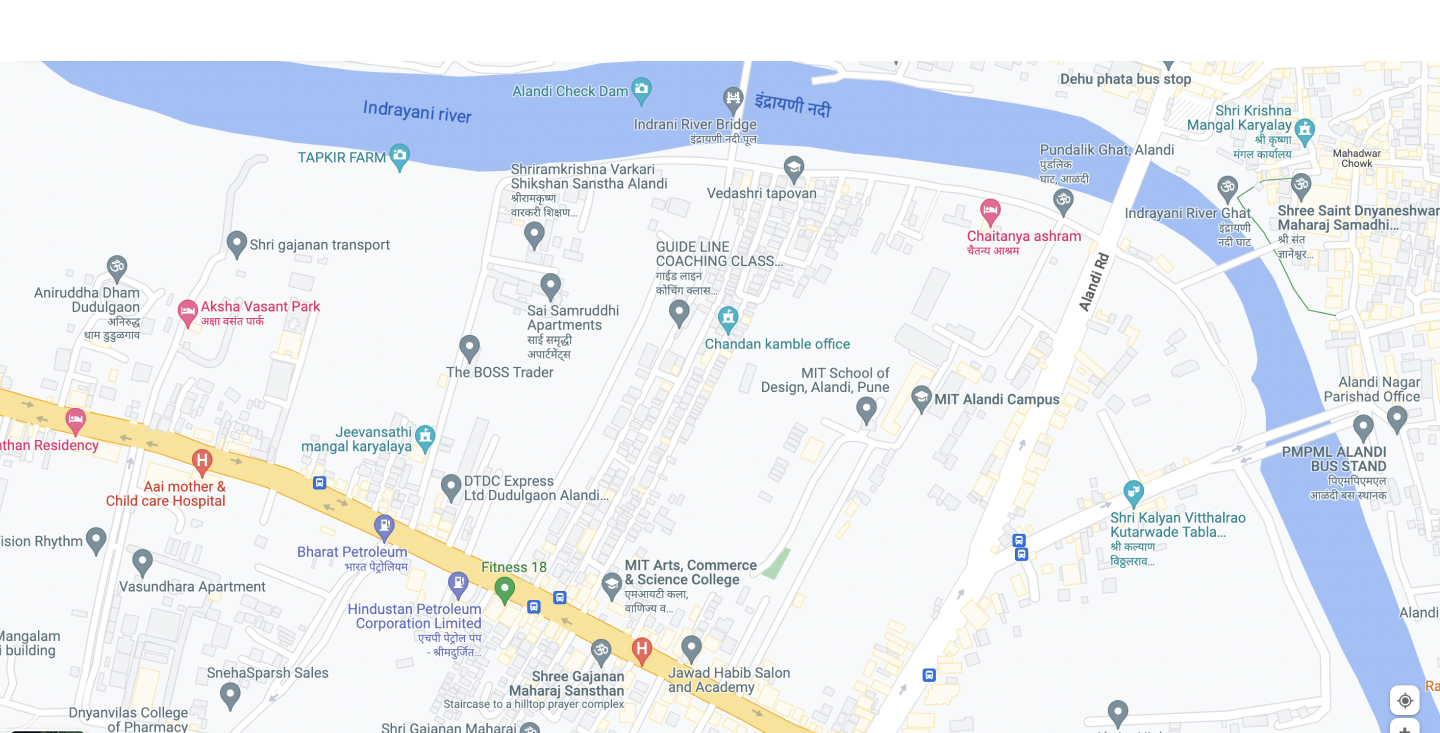 Dehu phata bus stop
Alandi Check Dam
Indrayani river
इंद्रायणी नदी
Indrani River Bridge
इंद्रायणी नदी पूल
Shri Krishna
Mangal Karyalay
श्री कृष्णा
मंगल कार्यालय
Mahadwar
Chowk
TAPKIR FARM
Shriramkrishna Varkari
Shikshan Sanstha Alandi
श्रीरामकृष्ण
वारकरी शिक्षण...
Vedashri tapovan
Pundalik Ghat, Alandi
पुंडलिक
घाट, आळंदी
Indrayani River Ghat
इंद्रायणी
नदी घाट
Shree Saint Dnyaneshwar
Maharaj Samadhi...
श्री संत
ज्ञानेश्वर...
Shri gajanan transport
Chaitanya ashram
चैतन्य आश्रम
GUIDE LINE
COACHING CLASS...
गाईड लाइन
कोचिंग क्लास...
Alandi Rd
Aniruddha Dham
Dudulgaon
अनिरुद्ध
धाम डुडुळगाव
Aksha Vasant Park
अक्षा वसंत पार्क
Sai Samruddhi
Apartments
साई समृद्धी
अपार्टमेंट्स
Chandan kamble office
The BOSS Trader
MIT School of
Design, Alandi, Pune
MIT Alandi Campus
Alandi Nagar
Parishad Office
than Residency
Jeevansathi
mangal karyalaya
PMPML ALANDI
BUS STAND
पिएमपिएमएल
आळंदी बस स्थानक
H
Aai mother &
Child care Hospital
DTDC Express
Ltd Dudulgaon Alandi...
Shri Kalyan Vitthalrao
Kutarwade Tabla...
श्री कल्याण
विठ्ठलराव...
ision Rhythm
Bharat Petroleum
भारत पेट्रोलियम
Vasundhara Apartment
Fitness 18
MIT Arts, Commerce
& Science College
एमआयटी कला,
वाणिज्य व...
Hindustan Petroleum
Corporation Limited
एचपी पेट्रोल पंप
- श्रीमदुर्जित...
Alandi
Mangalam
i building
H
SnehaSparsh Sales
Shree Gajanan
Maharaj Sansthan
Staircase to a hilltop prayer complex
Jawad Habib Salon
and Academy
Ra
Dnyanvilas College
of Pharmacy
Shri Gajanan Maharaj